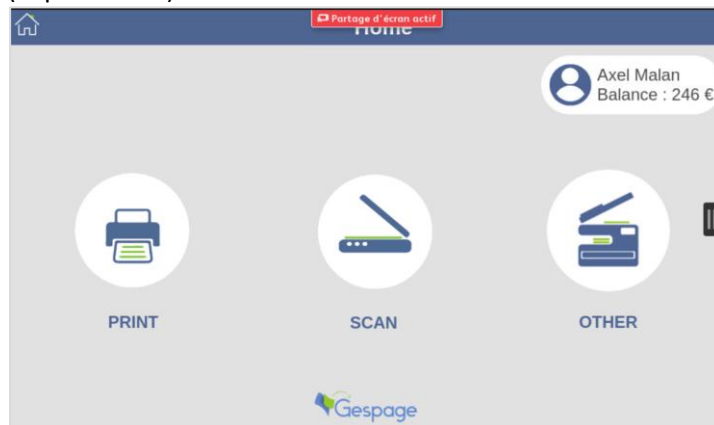 Partage d'écran actif
Home
Axel Malan
Balance : 246 €
PRINT
SCAN
OTHER
Gespage